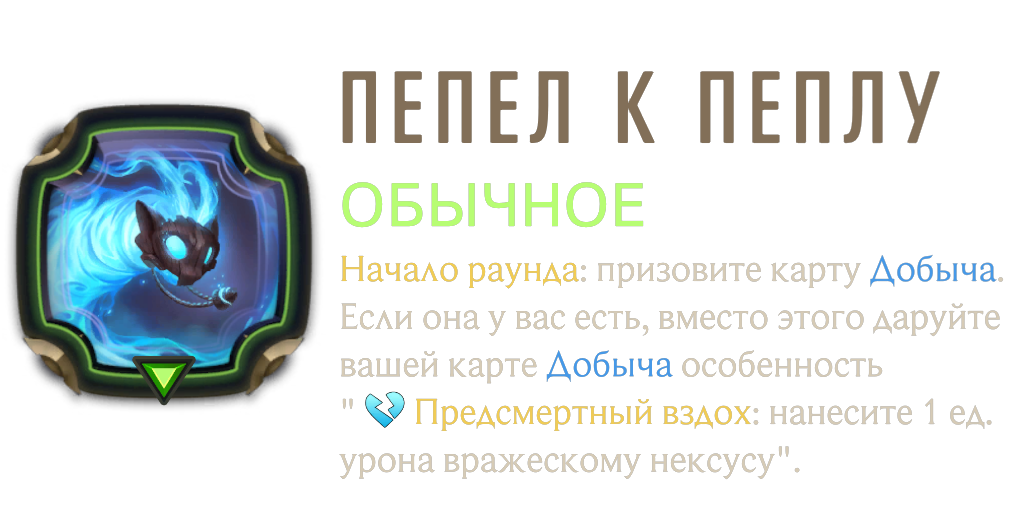 ПЕПЕЛ К ПЕПЛУ
ОБЫЧНОЕ
Начало раунда: призовите карту Добыча.
Если она у вас есть, вместо этого даруйте
вашей карте Добыча особенность
" Предсмертный вздох: нанесите 1 ед.
урона вражескому нексусу".